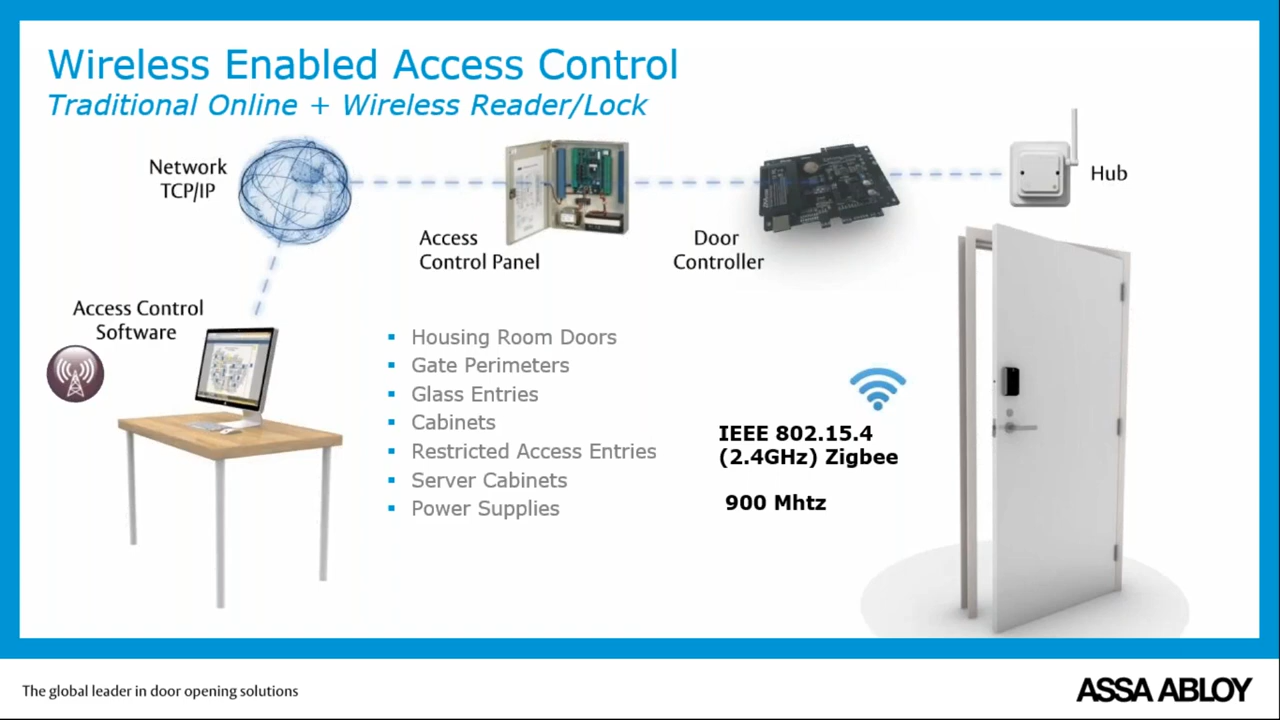 Wireless Enabled Access Control
Traditional Online + Wireless Reader/Lock
Network
TCP/IP
Access
Control Panel
Door
Controller
Hub
Access Control
Software
▪ Housing Room Doors
▪ Gate Perimeters
▪ Glass Entries
▪ Cabinets
▪ Restricted Access Entries
▪ Server Cabinets
▪ Power Supplies
IEEE 802.15.4
(2.4GHz) Zigbee
900 Mhtz
The global leader in door opening solutions
ASSA ABLOY